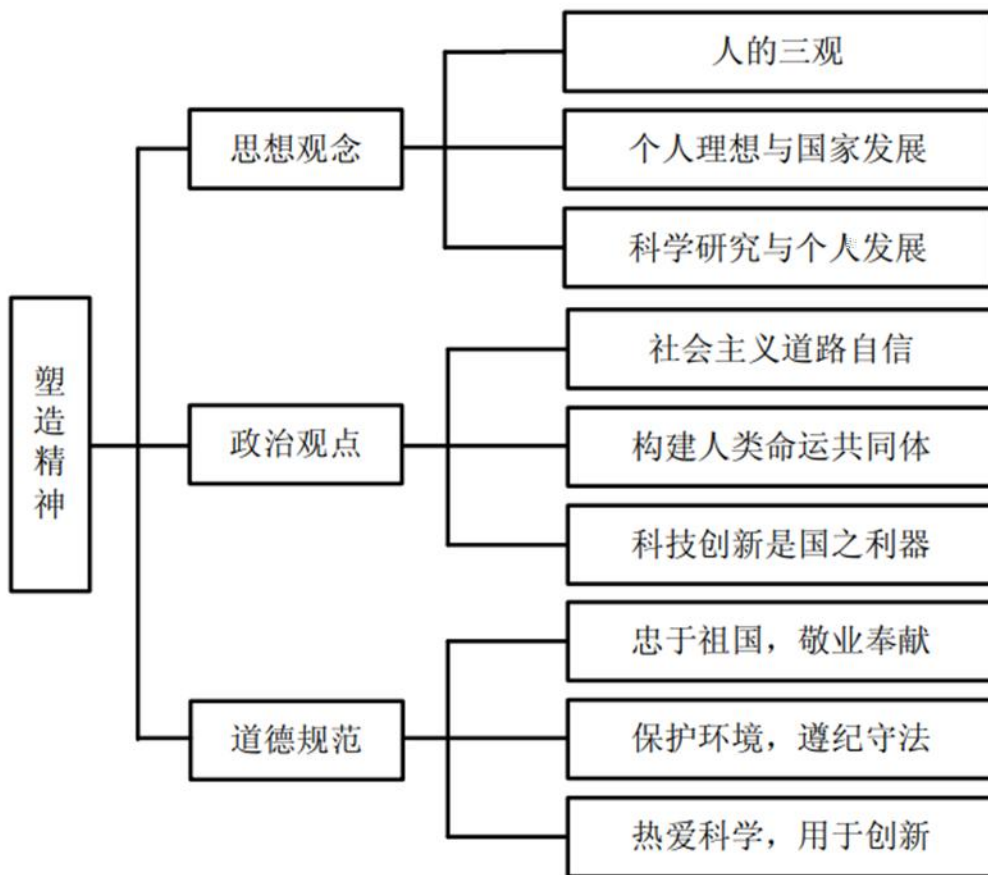 人的三观
思想观念
个人理想与国家发展
科学研究与个人发展
社会主义道路自信
塑造精神
政治观点
构建人类命运共同体
科技创新是国之利器
忠于祖国，敬业奉献
道德规范
保护环境，遵纪守法
热爱科学，用于创新